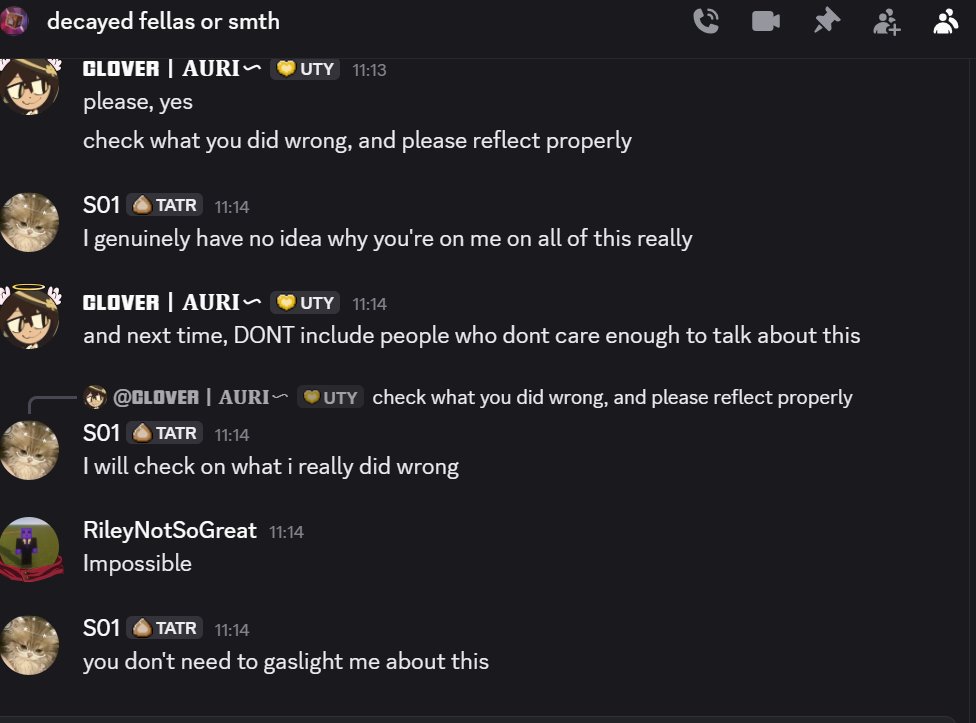 decayed fellas or smth
CLOVER | AURI∽ UTY 11:13
please, yes
check what you did wrong, and please reflect properly
S01 TATR 11:14
I genuinely have no idea why you're on me on all of this really
CLOVER | AURI∽ UTY 11:14
and next time, DONT include people who dont care enough to talk about this
@CLOVER | AURI∽ UTY check what you did wrong, and please reflect properly
S01 TATR 11:14
I will check on what i really did wrong
RileyNotSoGreat 11:14
Impossible
S01 TATR 11:14
you don't need to gaslight me about this